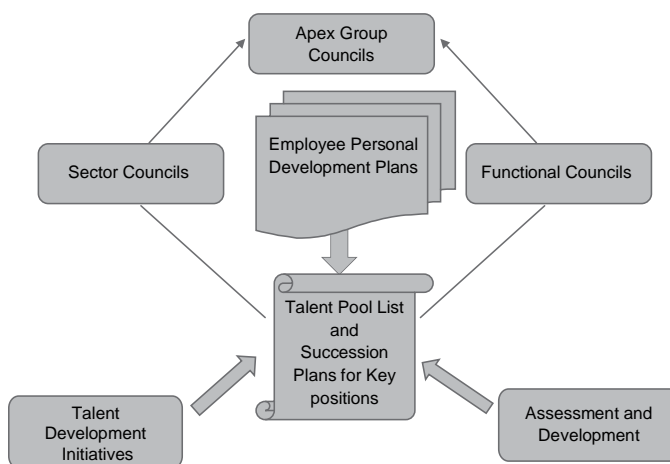 Apex Group
Councils
Employee Personal
Development Plans
Sector Councils
Functional Councils
Talent Pool List
and
Succession
Plans for Key
positions
Talent
Development
Initiatives
Assessment and
Development